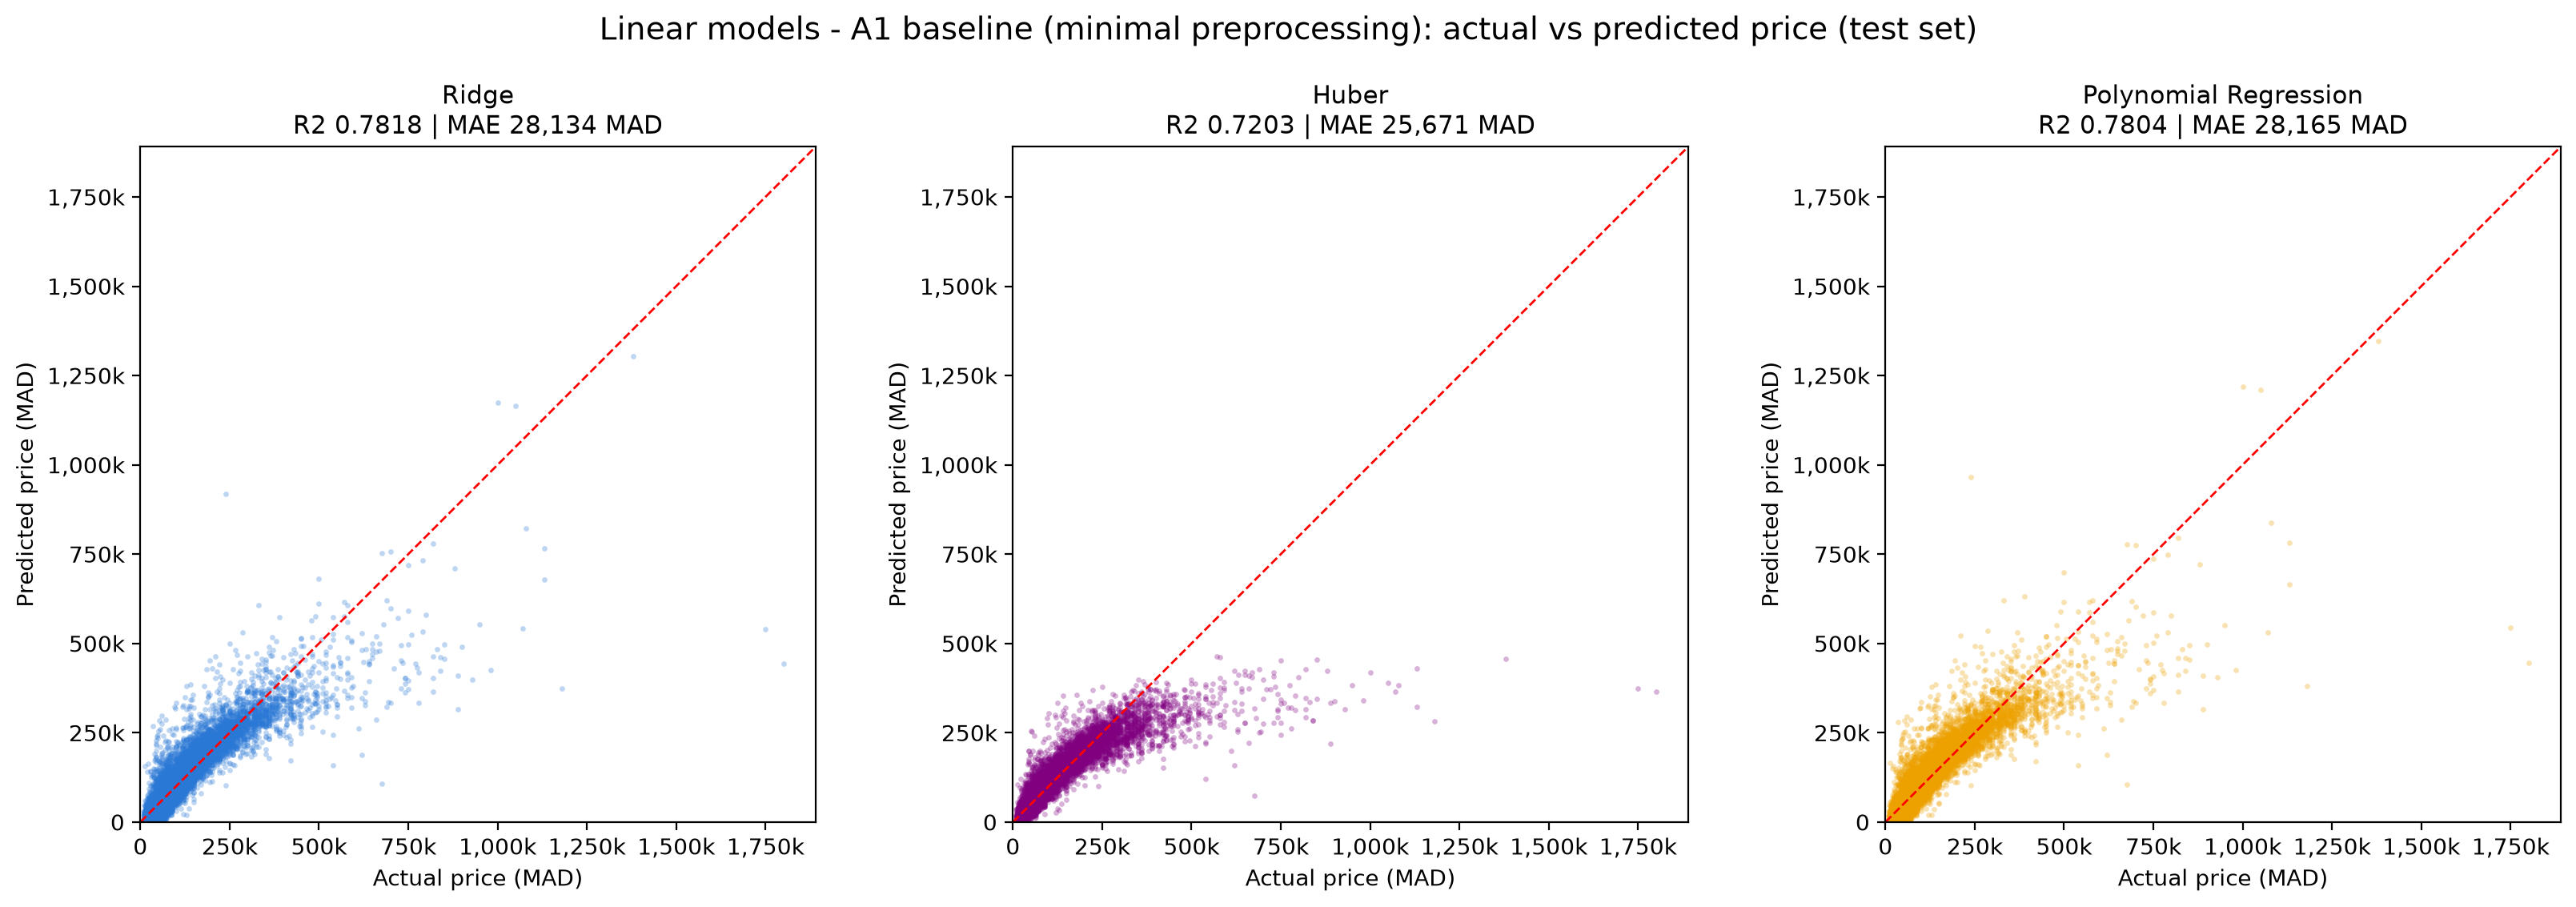 Linear models - A1 baseline (minimal preprocessing): actual vs predicted price (test set)
Ridge
R2 0.7818 | MAE 28,134 MAD
1,750k
1,500k
1,250k
1,000k
750k
500k
250k
0
Predicted price (MAD)
0 250k 500k 750k 1,000k 1,250k 1,500k 1,750k
Actual price (MAD)
Huber
R2 0.7203 | MAE 25,671 MAD
1,750k
1,500k
1,250k
1,000k
750k
500k
250k
0
Predicted price (MAD)
0 250k 500k 750k 1,000k 1,250k 1,500k 1,750k
Actual price (MAD)
Polynomial Regression
R2 0.7804 | MAE 28,165 MAD
1,750k
1,500k
1,250k
1,000k
750k
500k
250k
0
Predicted price (MAD)
0 250k 500k 750k 1,000k 1,250k 1,500k 1,750k
Actual price (MAD)